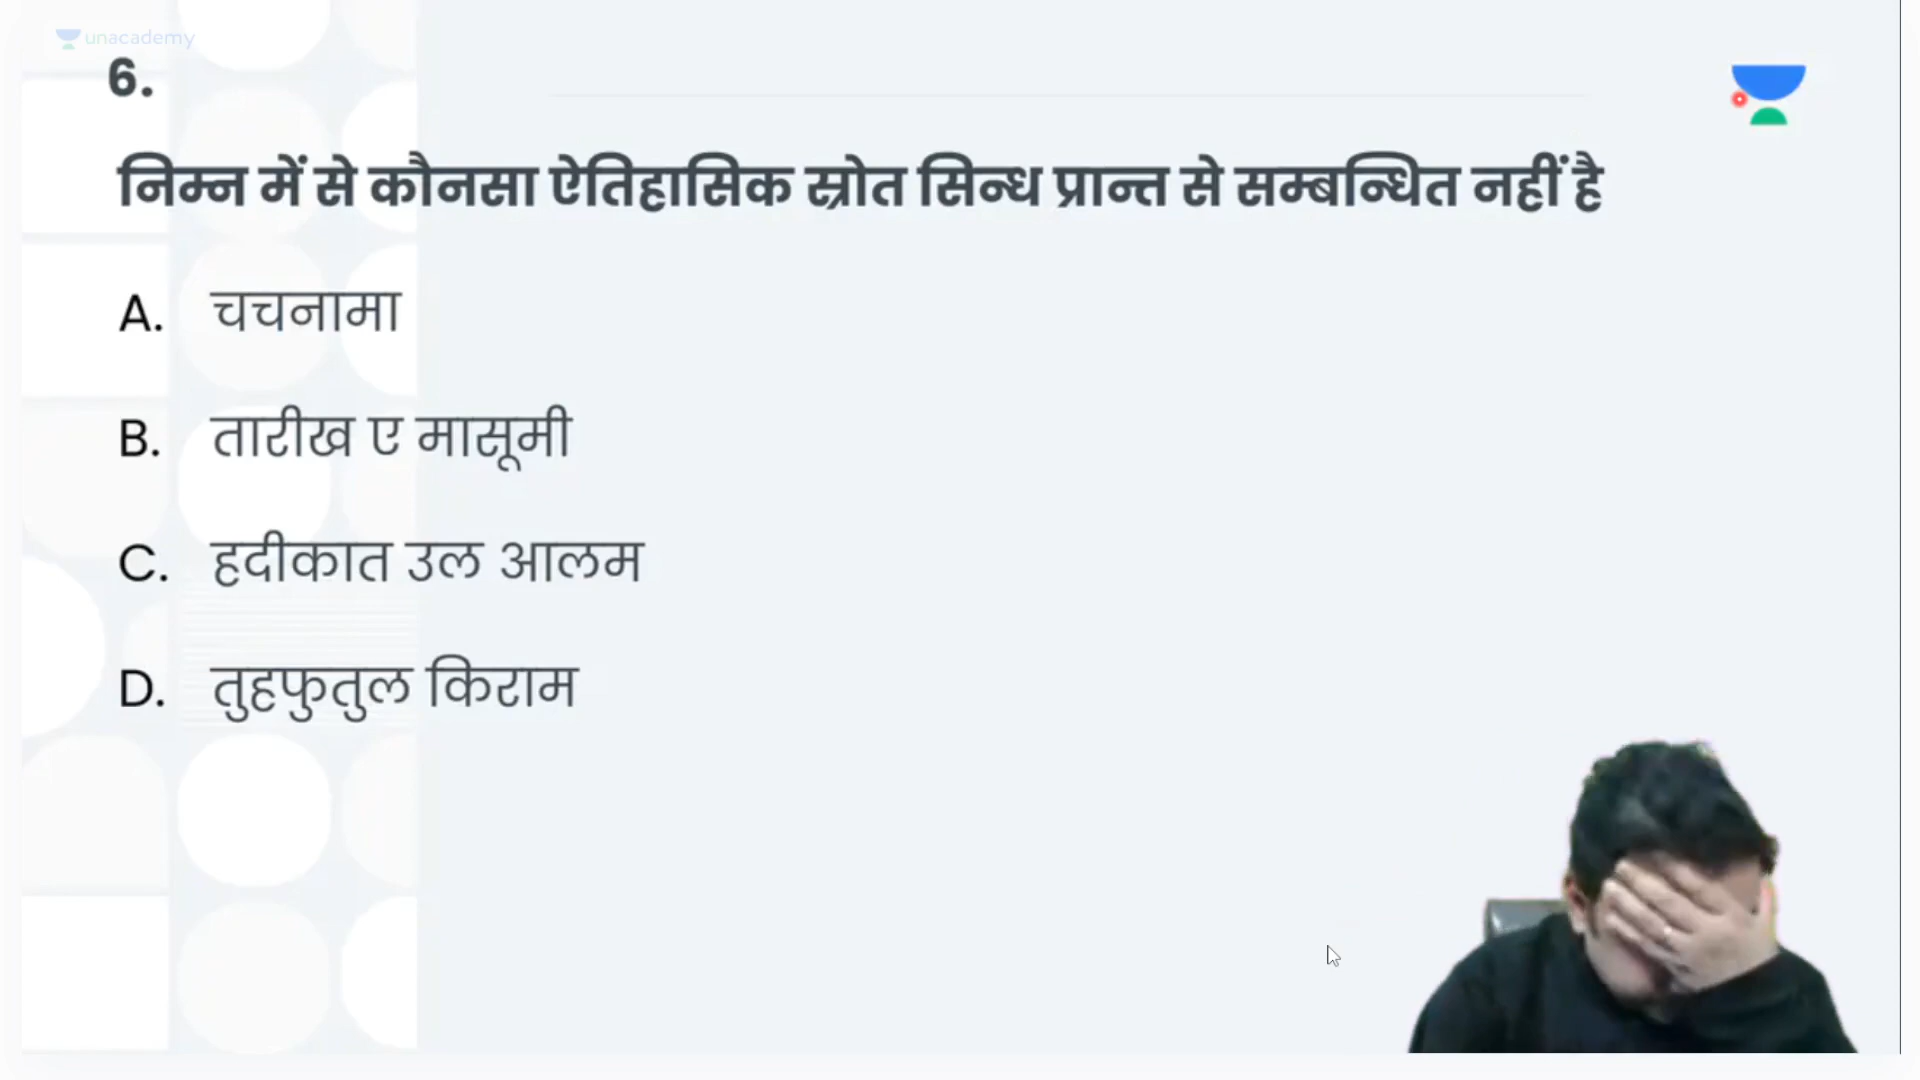 unacademy
6.
निम्न में से कौनसा ऐतिहासिक स्रोत सिन्ध प्रान्त से सम्बन्धित नहीं है
A. चचनामा
B. तारीख ए मासूमी
C. हदीकात उल आलम
D. तुहफुतुल किराम